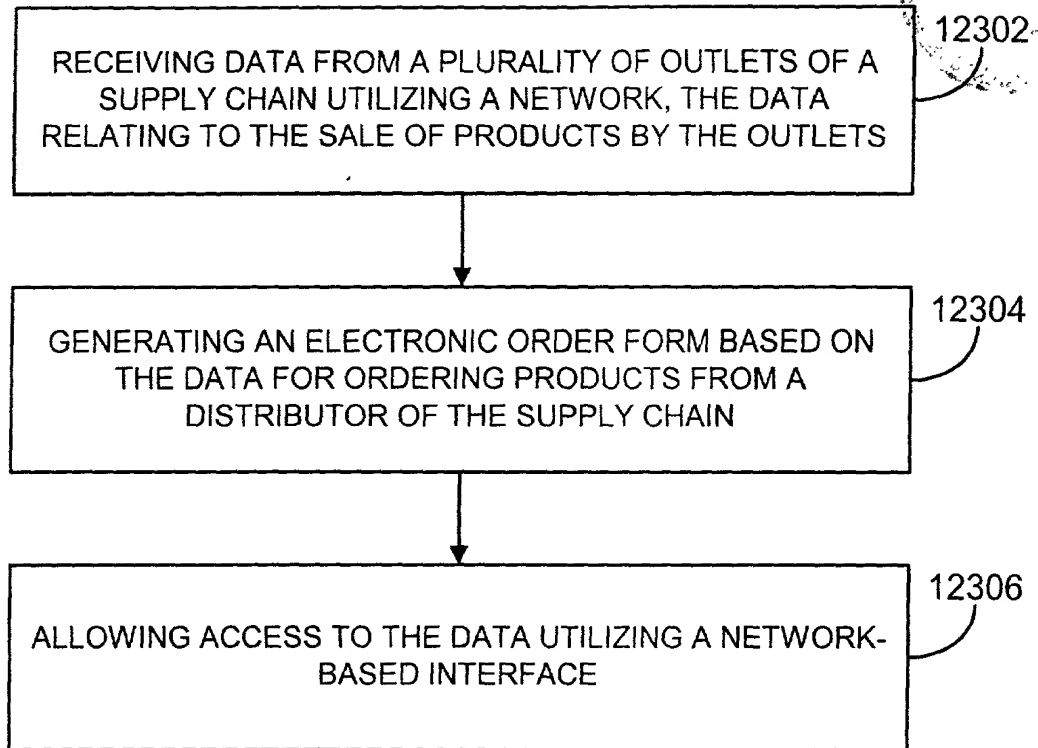 12302
RECEIVING DATA FROM A PLURALITY OF OUTLETS OF A
SUPPLY CHAIN UTILIZING A NETWORK, THE DATA
RELATING TO THE SALE OF PRODUCTS BY THE OUTLETS
12304
GENERATING AN ELECTRONIC ORDER FORM BASED ON
THE DATA FOR ORDERING PRODUCTS FROM A
DISTRIBUTOR OF THE SUPPLY CHAIN
12306
ALLOWING ACCESS TO THE DATA UTILIZING A NETWORK-
BASED INTERFACE